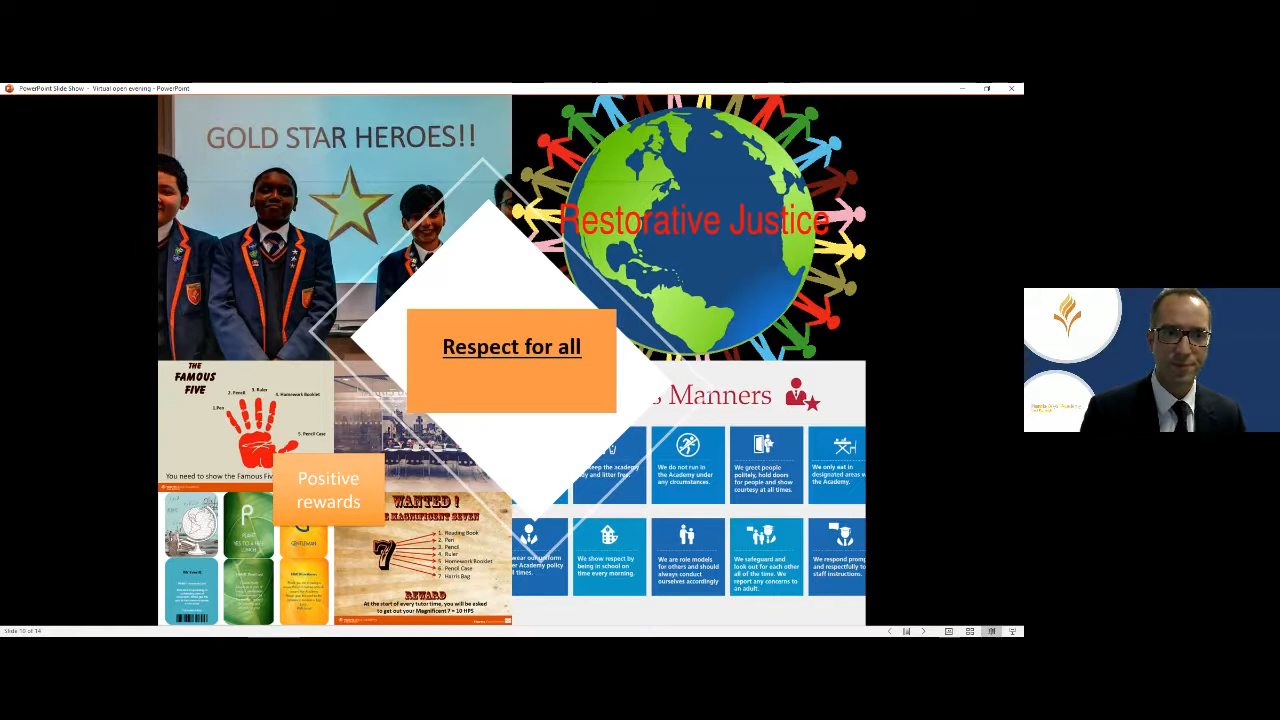 PowerPoint Slide Show - Virtual open evening - PowerPoint
GOLD STAR HEROES!!
Restorative Justice
Respect for all
THE
FAMOUS
FIVE
1.Pen
2. Pencil
3. Ruler
4. Homework Booklet
5. Pencil Case
You need to show the Famous Five
Positive
rewards
Manners
keep the academy
and litter free.
We do not run in
the Academy under
any circumstances.
We greet people
politely, hold doors
for people and show
courtesy at all times.
We only eat in
designated areas
the Academy.
our uniform
Academy policy
times.
We show respect by
being in school on
time every morning.
We are role models
for others and should
always conduct
ourselves accordingly
We safeguard and
look out for each other
all of the time. We
report any concerns to
an adult.
We respond
and respectfully to
staff instructions.
GENTLEMAN
WANTED !
MAGNIFICENT SEVEN
7
1. Reading Book
2. Pen
3. Pencil
4. Ruler
5. Homework Booklet
6. Pencil Case
7 Harris Bag
REWARD
At the start of every tutor time, you will be asked
to get out your Magnificent 7 = 10 HPS
Slide 10 of 14